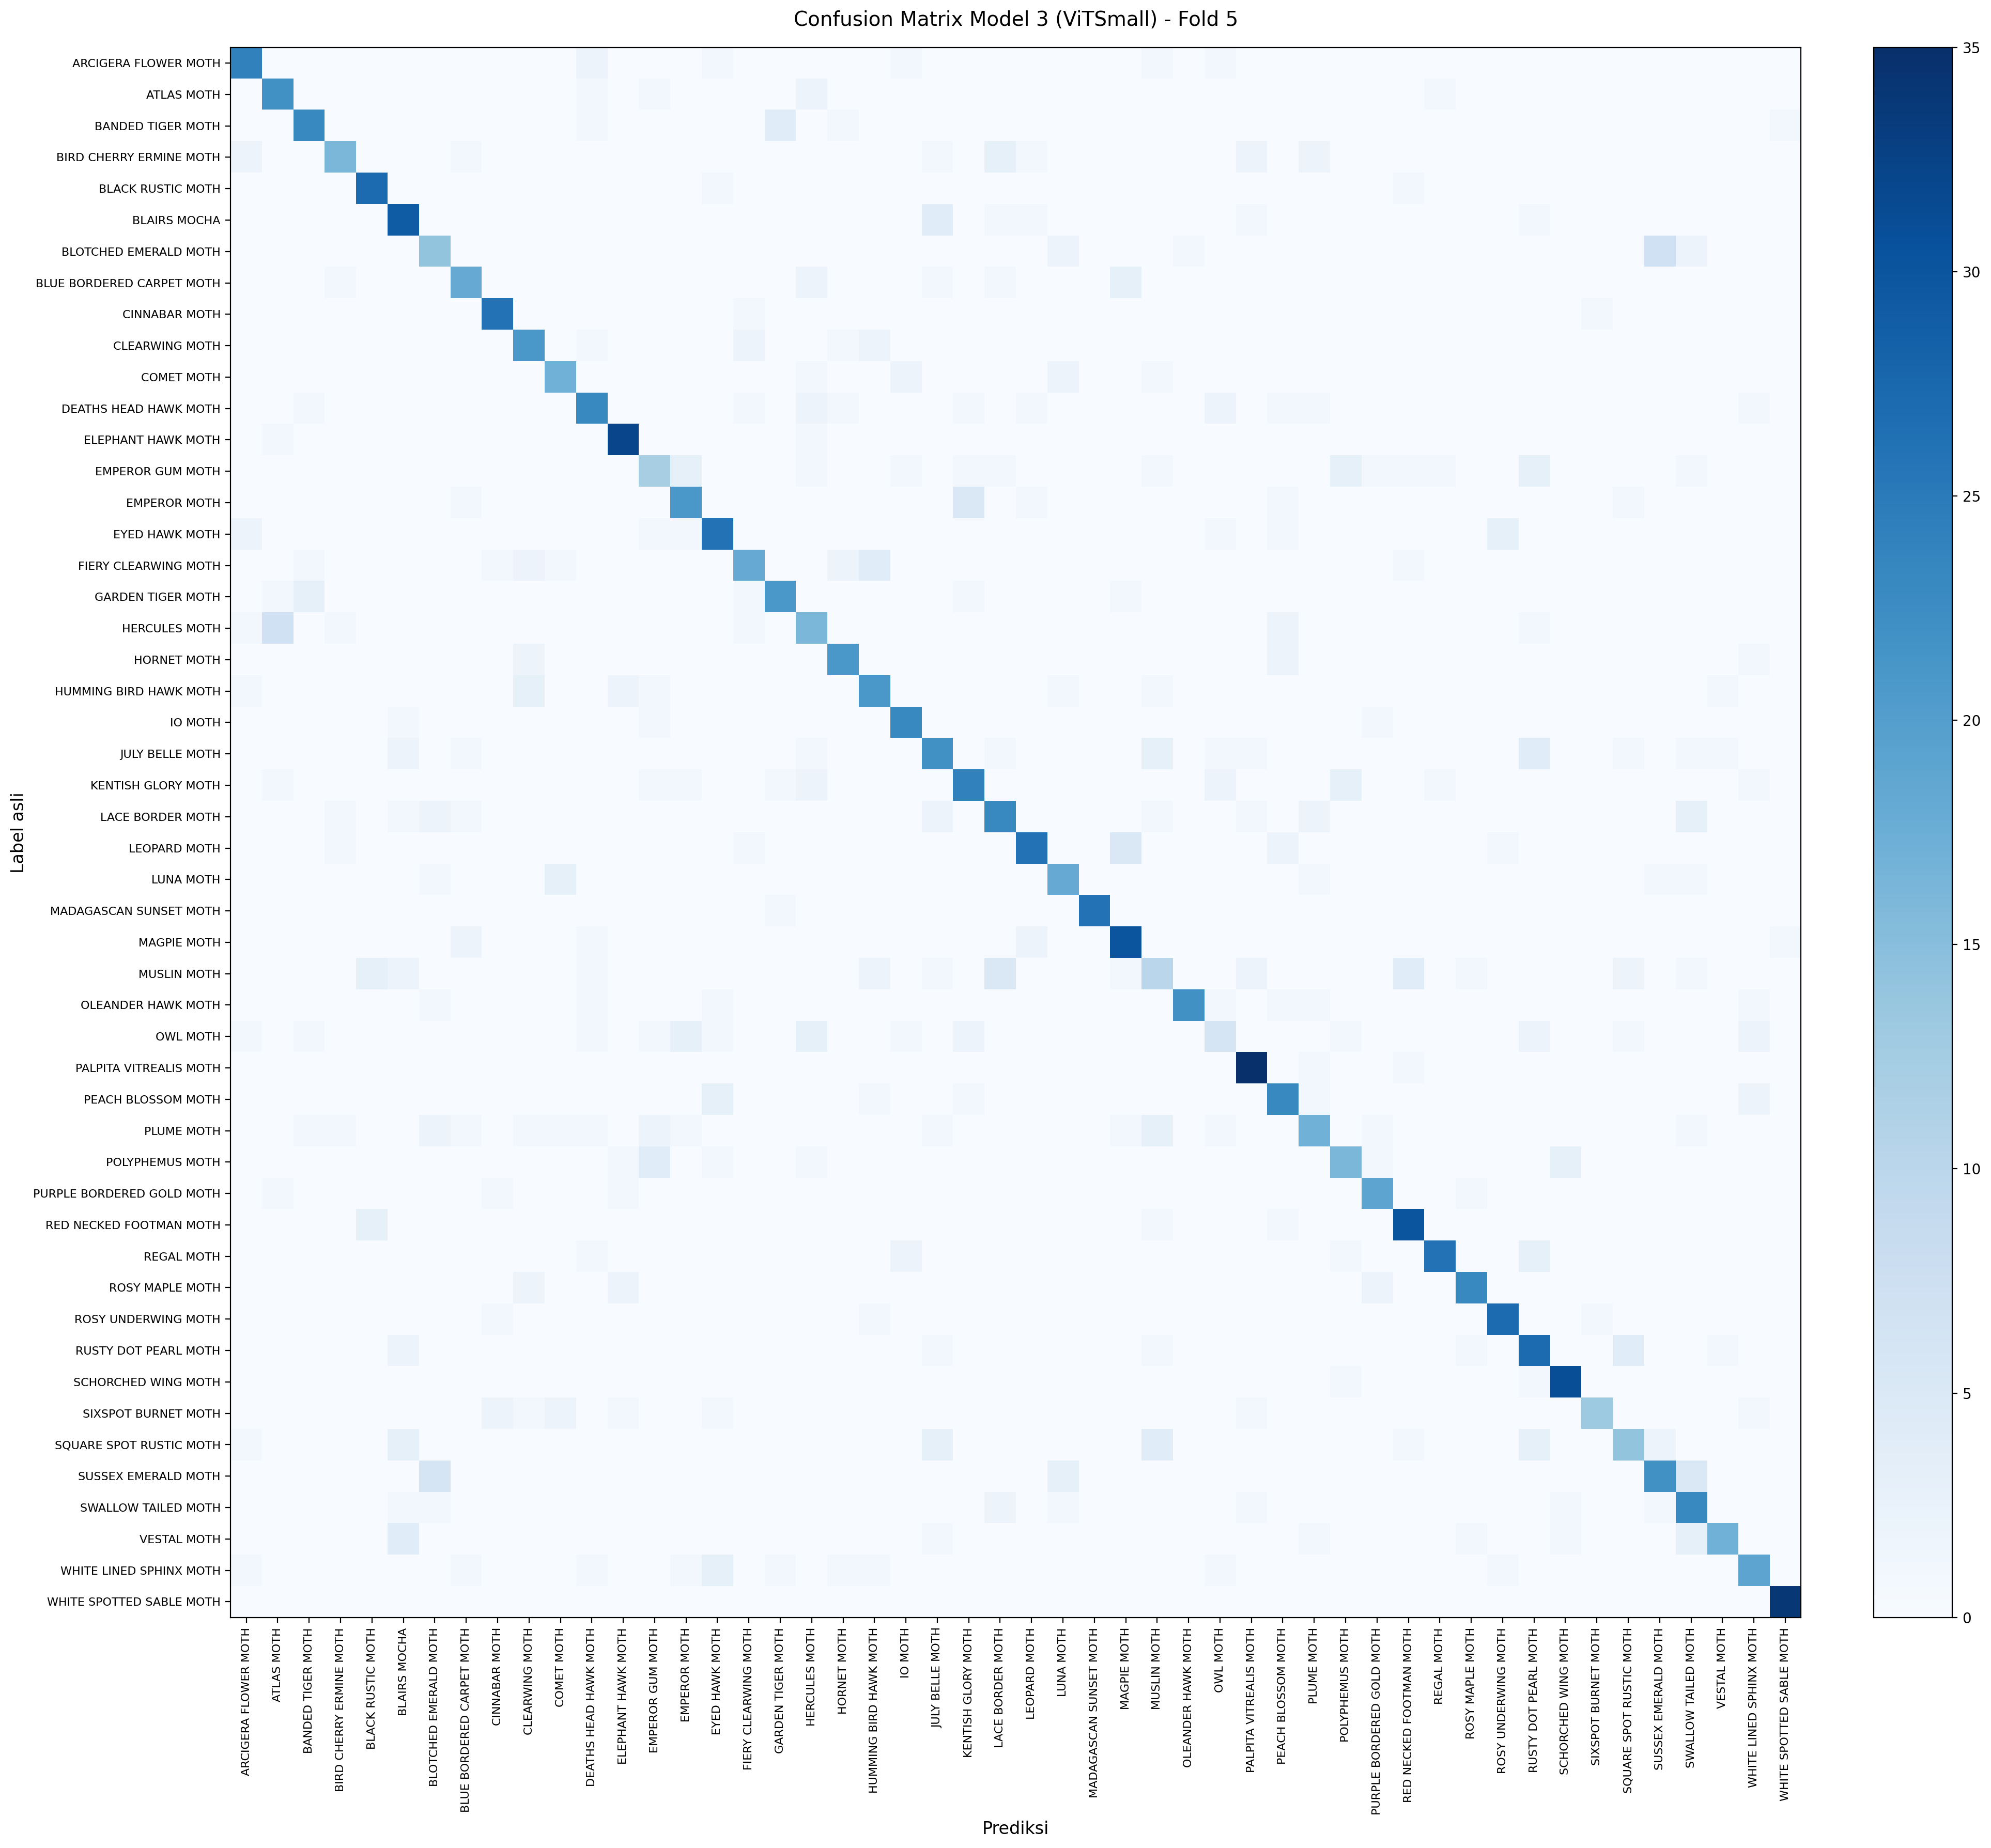 Confusion Matrix Model 3 (ViTSmall) - Fold 5
Label asli
ARCIGERA FLOWER MOTH
ATLAS MOTH
BANDED TIGER MOTH
BIRD CHERRY ERMINE MOTH
BLACK RUSTIC MOTH
BLAIRS MOCHA
BLOTCHED EMERALD MOTH
BLUE BORDERED CARPET MOTH
CINNABAR MOTH
CLEARWING MOTH
COMET MOTH
DEATHS HEAD HAWK MOTH
ELEPHANT HAWK MOTH
EMPEROR GUM MOTH
EMPEROR MOTH
EYED HAWK MOTH
FIERY CLEARWING MOTH
GARDEN TIGER MOTH
HERCULES MOTH
HORNET MOTH
HUMMING BIRD HAWK MOTH
IO MOTH
JULY BELLE MOTH
KENTISH GLORY MOTH
LACE BORDER MOTH
LEOPARD MOTH
LUNA MOTH
MADAGASCAN SUNSET MOTH
MAGPIE MOTH
MUSLIN MOTH
OLEANDER HAWK MOTH
OWL MOTH
PALPITA VITREALIS MOTH
PEACH BLOSSOM MOTH
PLUME MOTH
POLYPHEMUS MOTH
PURPLE BORDERED GOLD MOTH
RED NECKED FOOTMAN MOTH
REGAL MOTH
ROSY MAPLE MOTH
ROSY UNDERWING MOTH
RUSTY DOT PEARL MOTH
SCHORCHED WING MOTH
SIXSPOT BURNET MOTH
SQUARE SPOT RUSTIC MOTH
SUSSEX EMERALD MOTH
SWALLOW TAILED MOTH
VESTAL MOTH
WHITE LINED SPHINX MOTH
WHITE SPOTTED SABLE MOTH
ARCIGERA FLOWER MOTH
ATLAS MOTH
BANDED TIGER MOTH
BIRD CHERRY ERMINE MOTH
BLACK RUSTIC MOTH
BLAIRS MOCHA
BLOTCHED EMERALD MOTH
BLUE BORDERED CARPET MOTH
CINNABAR MOTH
CLEARWING MOTH
COMET MOTH
DEATHS HEAD HAWK MOTH
ELEPHANT HAWK MOTH
EMPEROR GUM MOTH
EMPEROR MOTH
EYED HAWK MOTH
FIERY CLEARWING MOTH
GARDEN TIGER MOTH
HERCULES MOTH
HORNET MOTH
HUMMING BIRD HAWK MOTH
IO MOTH
JULY BELLE MOTH
KENTISH GLORY MOTH
LACE BORDER MOTH
LEOPARD MOTH
LUNA MOTH
MADAGASCAN SUNSET MOTH
MAGPIE MOTH
MUSLIN MOTH
OLEANDER HAWK MOTH
OWL MOTH
PALPITA VITREALIS MOTH
PEACH BLOSSOM MOTH
PLUME MOTH
POLYPHEMUS MOTH
PURPLE BORDERED GOLD MOTH
RED NECKED FOOTMAN MOTH
REGAL MOTH
ROSY MAPLE MOTH
ROSY UNDERWING MOTH
RUSTY DOT PEARL MOTH
SCHORCHED WING MOTH
SIXSPOT BURNET MOTH
SQUARE SPOT RUSTIC MOTH
SUSSEX EMERALD MOTH
SWALLOW TAILED MOTH
VESTAL MOTH
WHITE LINED SPHINX MOTH
WHITE SPOTTED SABLE MOTH
Prediksi
35
30
25
20
15
10
5
0